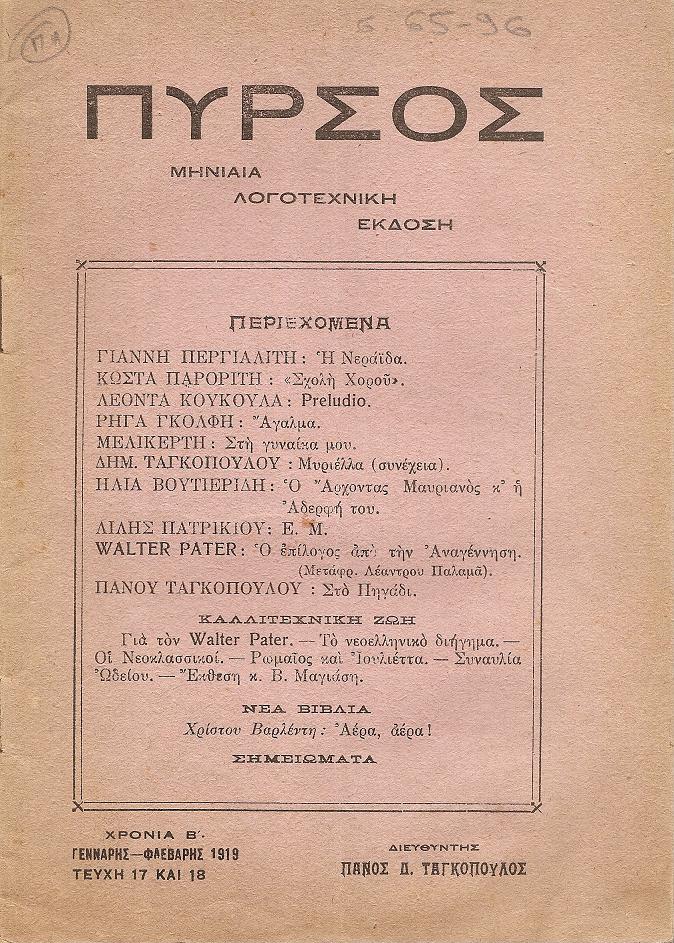 ΠΑ
σ. 65-96
ΠΥΡΣΟΣ
ΜΗΝΙΑΙΑ
ΛΟΓΟΤΕΧΝΙΚΗ
ΕΚΔΟΣΗ
ΠΕΡΙΕΧΟΜΕΝΑ
ΓΙΑΝΝΗ ΠΕΡΓΙΑΛΙΤΗ : Ἡ Νεράϊδα.
ΚΩΣΤΑ ΠΑΡΟΡΙΤΗ : «Σχολὴ Χοροῦ».
ΛΕΟΝΤΑ ΚΟΥΚΟΥΛΑ : Preludio.
ΡΗΓΑ ΓΚΟΛΦΗ : Ἄγαλμα.
ΜΕΛΙΚΕΡΤΗ : Στὴ γυναίκα μου.
ΔΗΜ. ΤΑΓΚΟΠΟΥΛΟΥ : Μυριέλλα (συνέχεια).
ΗΛΙΑ ΒΟΥΤΙΕΡΙΔΗ : Ὁ Ἄρχοντας Μαυριανὸς κ' ἡ
Ἀδερφή του.
ΛΙΛΗΣ ΠΑΤΡΙΚΙΟΥ : Ε. Μ.
WALTER PATER : Ὁ ἐπίλογος ἀπὸ τὴν Ἀναγέννηση.
(Μετάφρ. Λέαντρου Παλαμᾶ).
ΠΑΝΟΥ ΤΑΓΚΟΠΟΥΛΟΥ : Στὸ Πηγάδι.
ΚΑΛΛΙΤΕΧΝΙΚΗ ΖΩΗ
Γιὰ τὸν Walter Pater. — Τὸ νεοελληνικὸ διήγημα. —
Οἱ Νεοκλασσικοί. — Ρωμαῖος καὶ Ἰουλιέττα. — Συναυλία
Ὠδείου. — Ἔκθεση κ. Β. Μαγιάση.
ΝΕΑ ΒΙΒΛΙΑ
Χρίστου Βαρλέντη : Ἀέρα, ἀέρα !
ΣΗΜΕΙΩΜΑΤΑ
ΧΡΟΝΙΑ Β΄.
ΓΕΝΝΑΡΗΣ—ΦΛΕΒΑΡΗΣ 1919
ΤΕΥΧΗ 17 ΚΑΙ 18
ΔΙΕΥΘΥΝΤΗΣ
ΠΑΝΟΣ Δ. ΤΑΓΚΟΠΟΥΛΟΣ